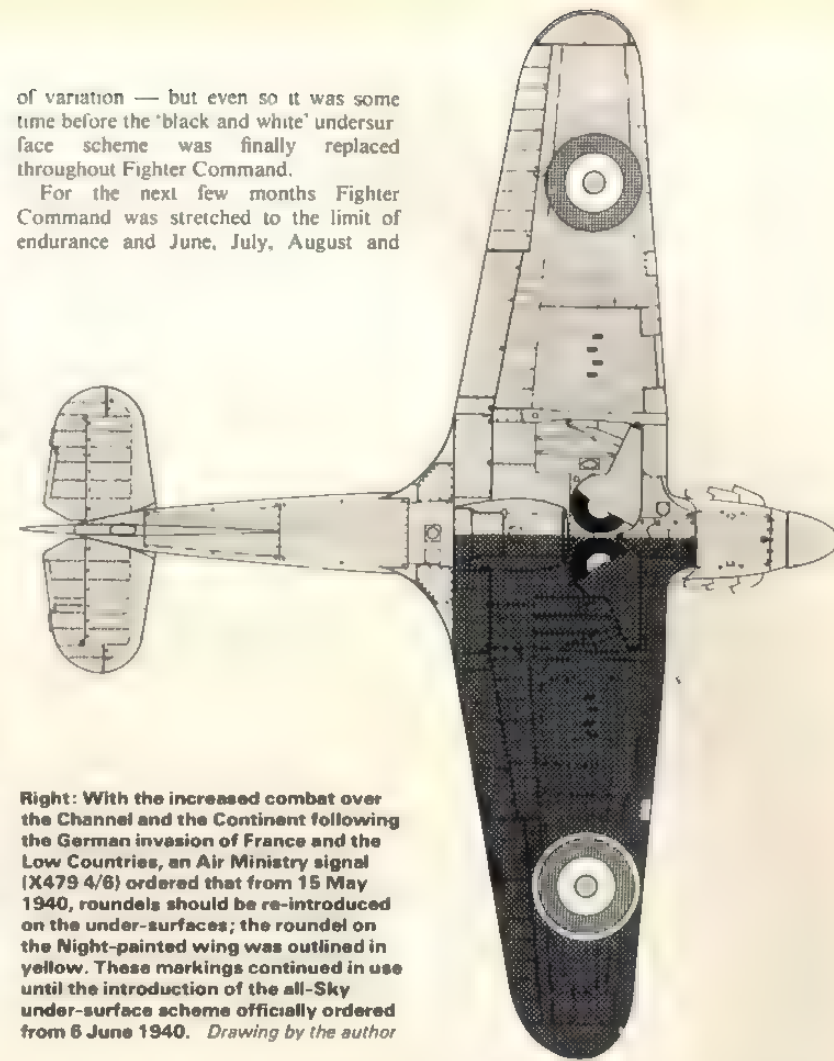 of variation — but even so it was some
time before the 'black and white' undersur
face scheme was finally replaced
throughout Fighter Command.
For the next few months Fighter
Command was stretched to the limit of
endurance and June, July, August and
Right: With the increased combat over
the Channel and the Continent following
the German invasion of France and the
Low Countries, an Air Ministry signal
(X479 4/6) ordered that from 15 May
1940, roundels should be re-introduced
on the under-surfaces; the roundel on
the Night-painted wing was outlined in
yellow. These markings continued in use
until the introduction of the all-Sky
under-surface scheme officially ordered
from 6 June 1940. Drawing by the author